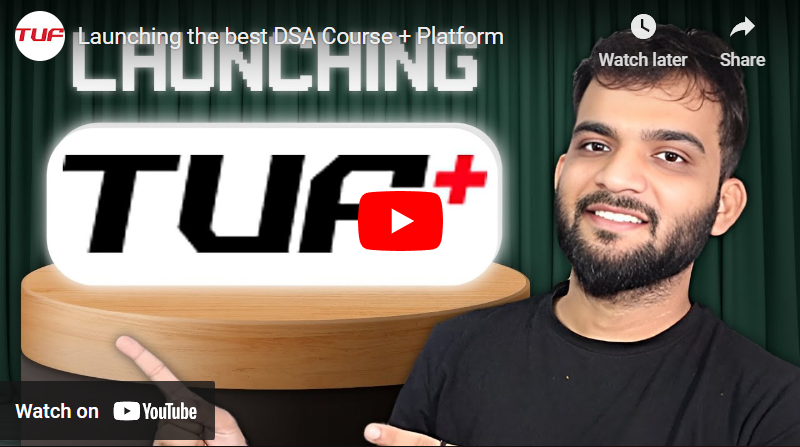 TUF
Launching the best DSA Course + Platform
Watch later
Share
LAUNCHING
TUF+
Watch on
YouTube